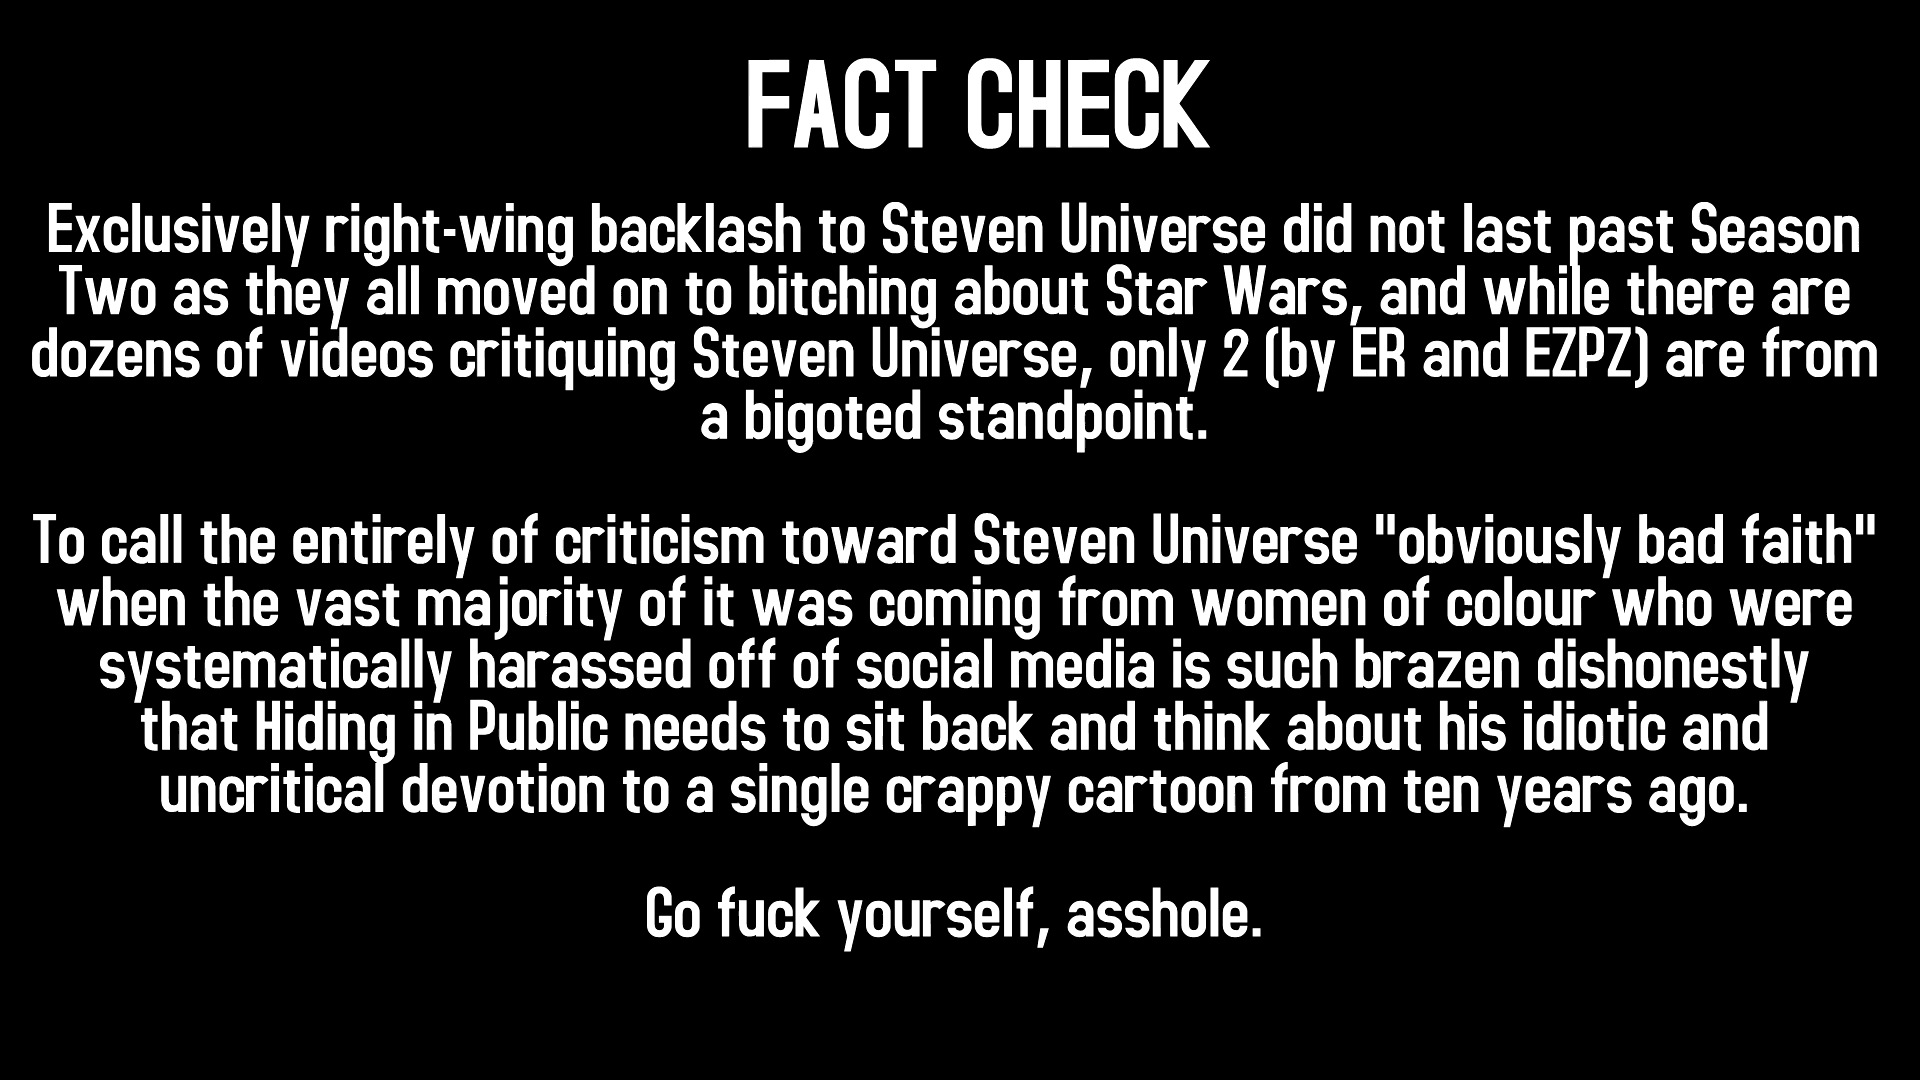 FACT CHECK
Exclusively right-wing backlash to Steven Universe did not last past Season
Two as they all moved on to bitching about Star Wars, and while there are
dozens of videos critiquing Steven Universe, only 2 (by ER and EZPZ) are from
a bigoted standpoint.
To call the entirely of criticism toward Steven Universe "obviously bad faith"
when the vast majority of it was coming from women of colour who were
systematically harassed off of social media is such brazen dishonestly
that Hiding in Public needs to sit back and think about his idiotic and
uncritical devotion to a single crappy cartoon from ten years ago.
Go fuck yourself, asshole.